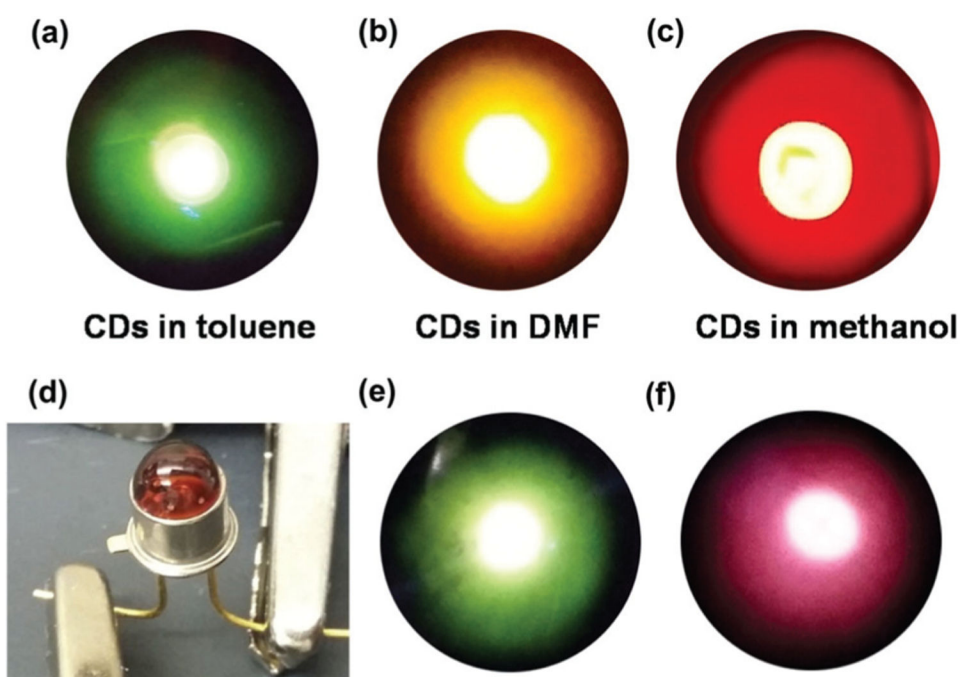 (a)
(b)
(c)
CDs in toluene
CDs in DMF
CDs in methanol
(d)
(e)
(f)